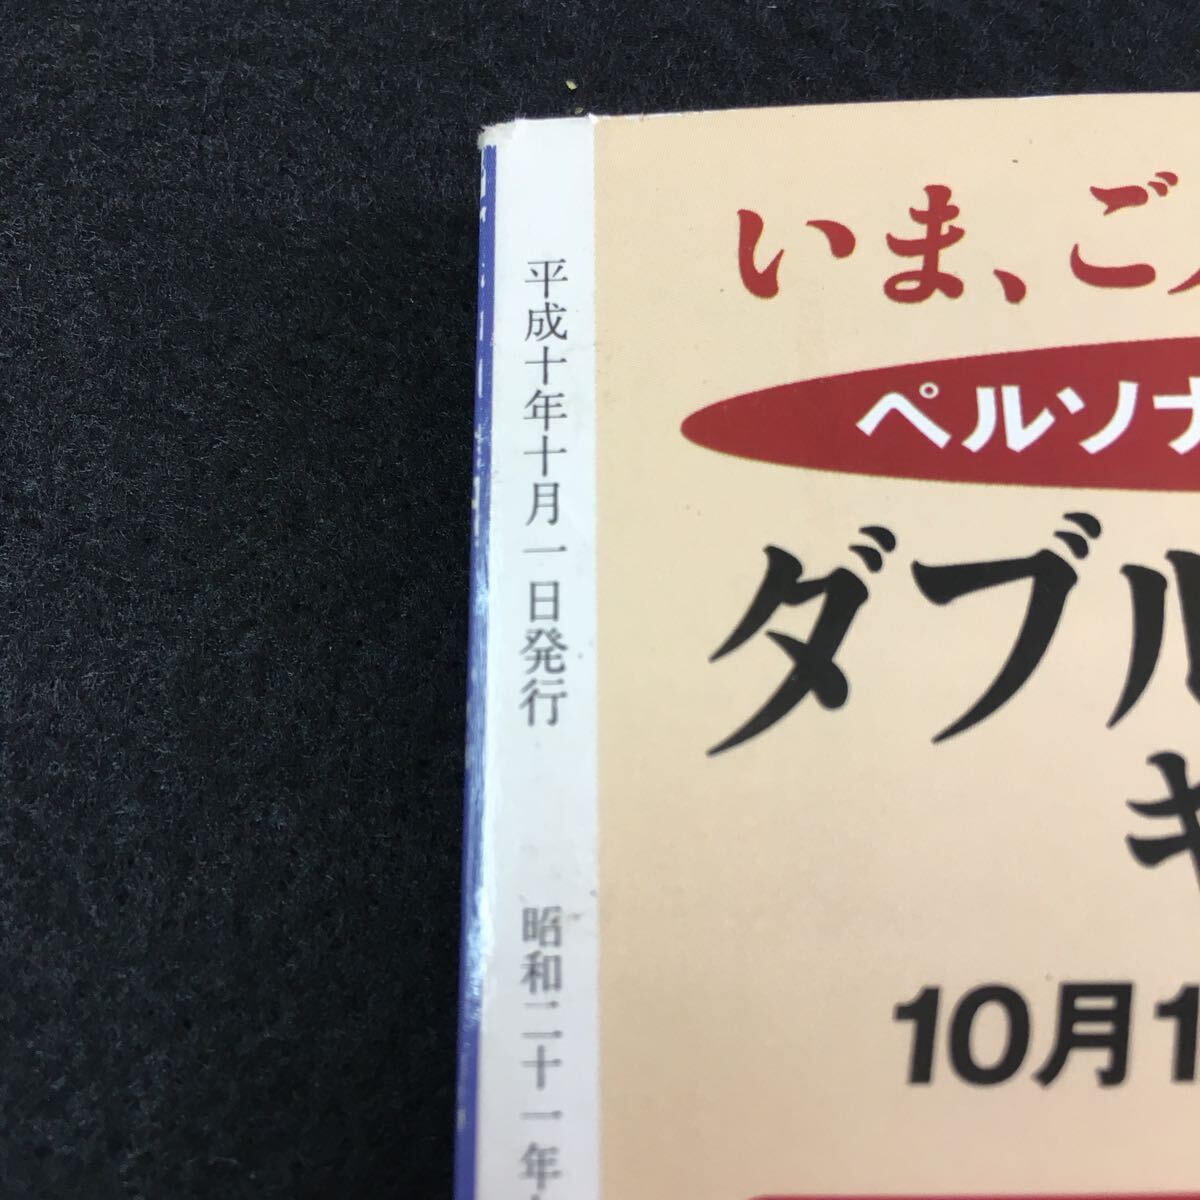 平成十年十月一日発行
昭和二十一年
いま、ご
ペルソナ
ダブル
キ
10月1